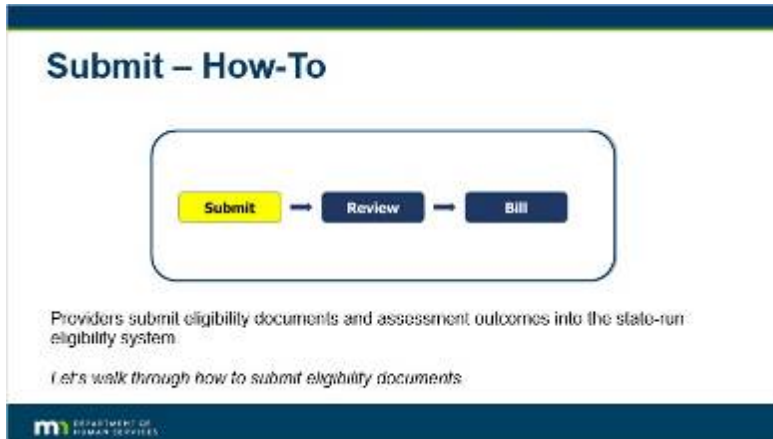 Submit – How-To
Submit
Review
Bill
Providers submit eligibility documents and assessment outcomes into the state-run
eligibility system.
Let's walk through how to submit eligibility documents.
mn DEPARTMENT OF
HUMAN SERVICES